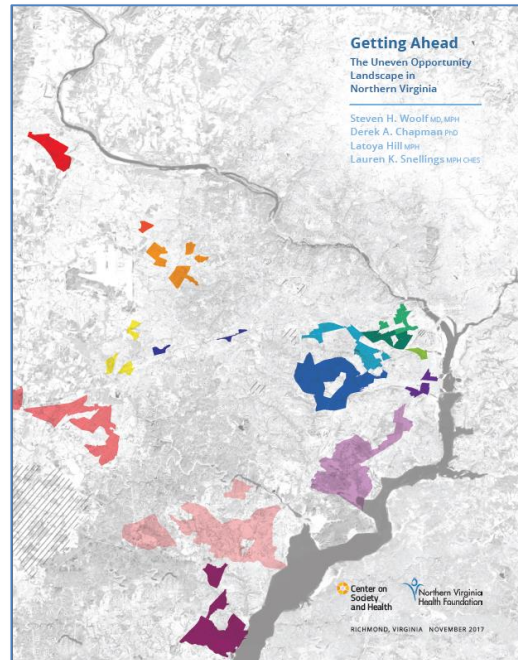 Getting Ahead
The Uneven Opportunity
Landscape in
Northern Virginia
Steven H. Woolf MD, MPH
Derek A. Chapman PhD
Latoya Hill MPH
Lauren K. Snellings MPH CHES
Center on
Society
and Health
Northern Virginia
Health Foundation
RICHMOND, VIRGINIA NOVEMBER 2017